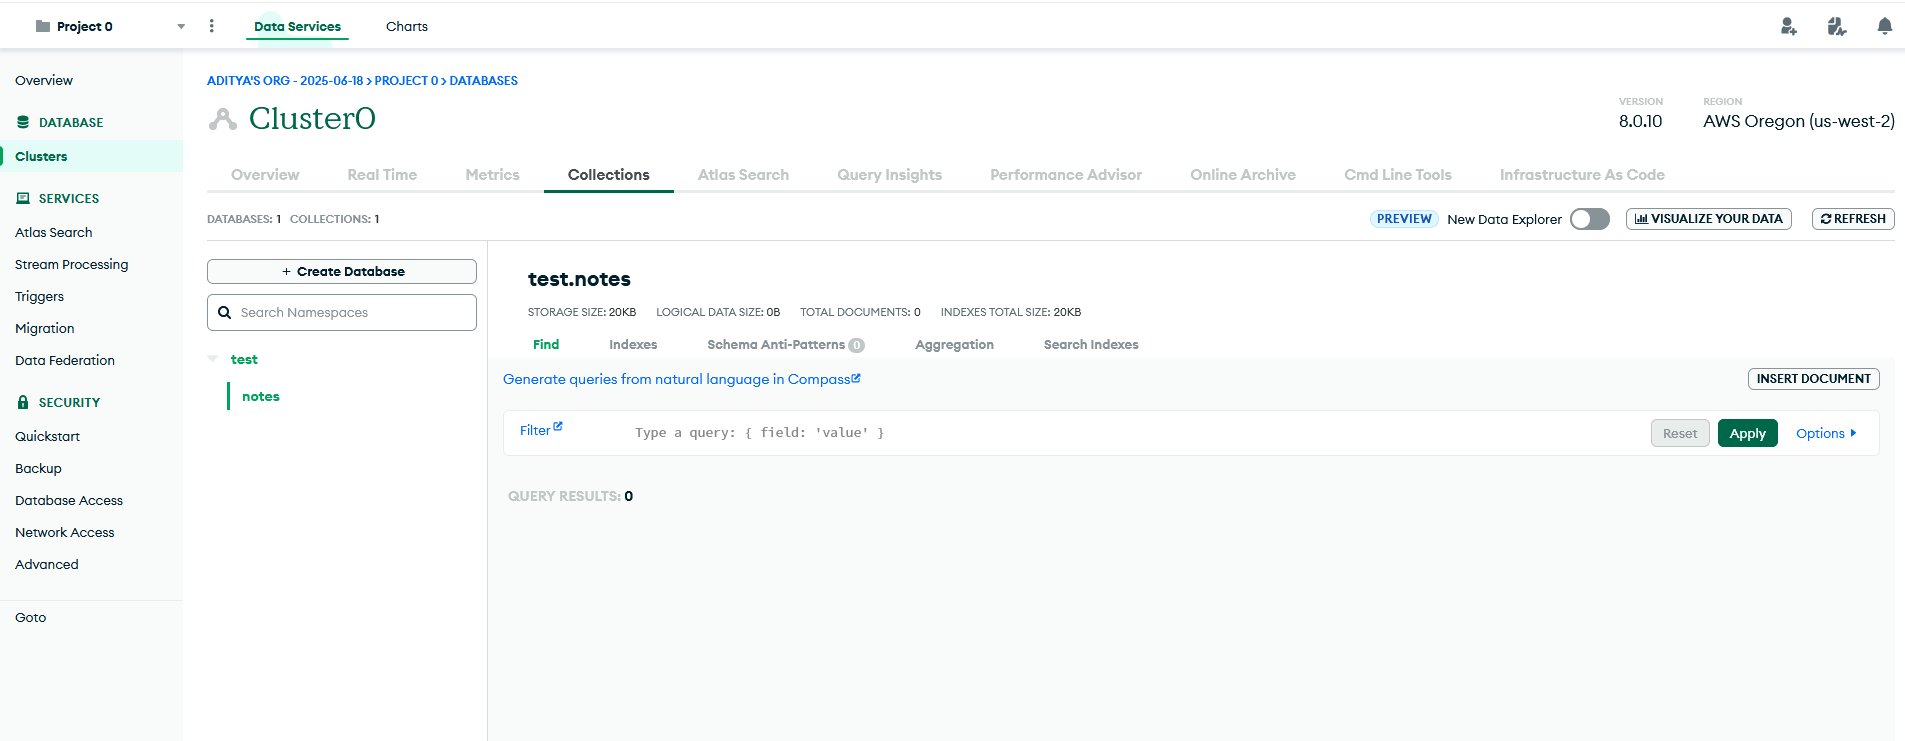 Project 0
Data Services
Charts
Overview
DATABASE
Clusters
SERVICES
Atlas Search
Stream Processing
Triggers
Migration
Data Federation
SECURITY
Quickstart
Backup
Database Access
Network Access
Advanced
Goto
ADITYA'S ORG - 2025-06-18 > PROJECT 0 > DATABASES
Cluster0
VERSION
8.0.10
REGION
AWS Oregon (us-west-2)
Overview
Real Time
Metrics
Collections
Atlas Search
Query Insights
Performance Advisor
Online Archive
Cmd Line Tools
Infrastructure As Code
DATABASES: 1 COLLECTIONS: 1
PREVIEW
New Data Explorer
VISUALIZE YOUR DATA
REFRESH
+ Create Database
Search Namespaces
test
notes
test.notes
STORAGE SIZE: 20KB
LOGICAL DATA SIZE: 0B
TOTAL DOCUMENTS: 0
INDEXES TOTAL SIZE: 20KB
Find
Indexes
Schema Anti-Patterns 0
Aggregation
Search Indexes
Generate queries from natural language in Compass
INSERT DOCUMENT
Filter
Type a query: { field: 'value' }
Reset
Apply
Options
QUERY RESULTS: 0